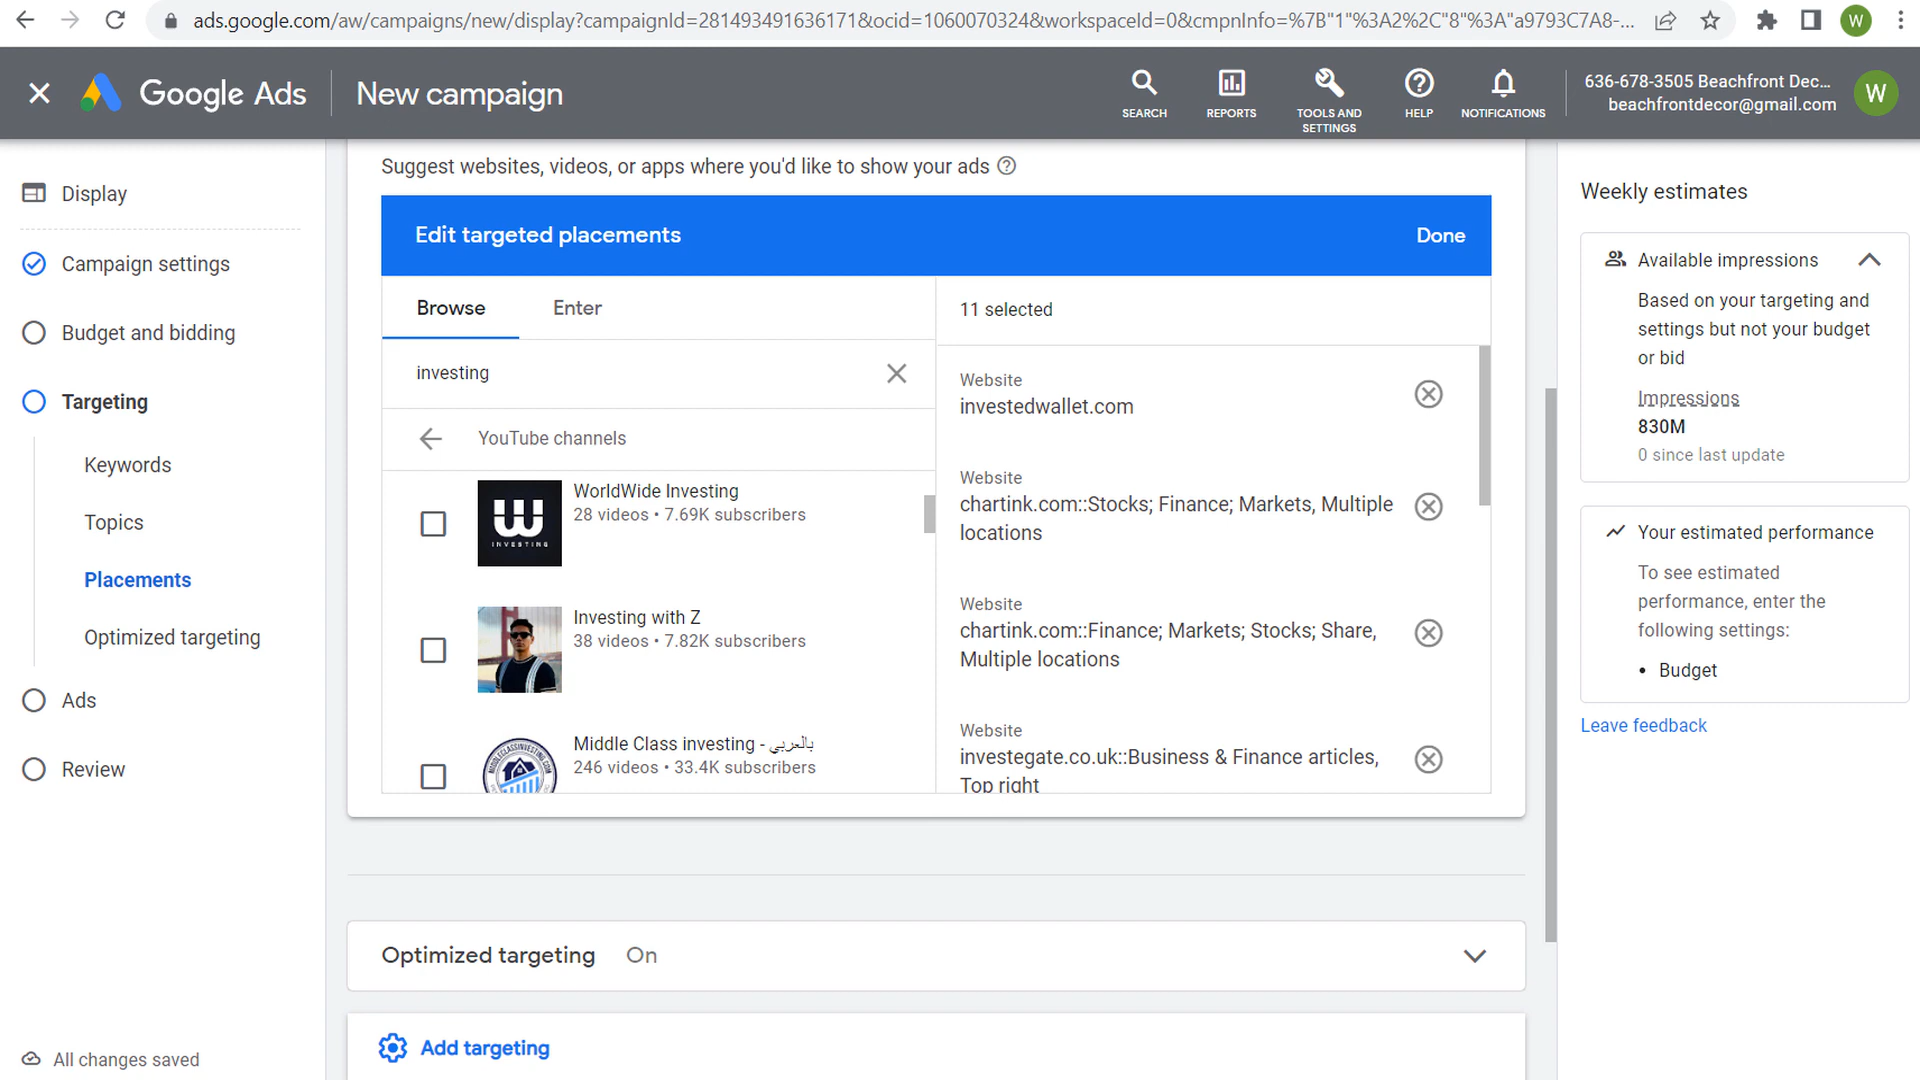 ads.google.com/aw/campaigns/new/display?campaignId=281493491636171&ocid=1060070324&workspaceId=0&cmpnInfo=%7B"1"%3A2%2C"8"%3A"a9793C7A8-...
W
Google Ads
New campaign
SEARCH
REPORTS
TOOLS AND
SETTINGS
HELP
NOTIFICATIONS
636-678-3505 Beachfront Dec...
beachfrontdecor@gmail.com
W
Display
Campaign settings
Budget and bidding
Targeting
Keywords
Topics
Placements
Optimized targeting
Ads
Review
All changes saved
Suggest websites, videos, or apps where you'd like to show your ads
Edit targeted placements
Done
Browse
Enter
investing
YouTube channels
W
INVESTING
WorldWide Investing
28 videos • 7.69K subscribers
Investing with Z
38 videos • 7.82K subscribers
MIDDLECLASSINVESTING.COM
Middle Class investing - بالعربي
246 videos • 33.4K subscribers
11 selected
Website
investedwallet.com
Website
chartink.com::Stocks; Finance; Markets, Multiple
locations
Website
chartink.com::Finance; Markets; Stocks; Share,
Multiple locations
Website
investegate.co.uk::Business & Finance articles,
Top right
Optimized targeting
On
Add targeting
Weekly estimates
Available impressions
Based on your targeting and
settings but not your budget
or bid
Impressions
830M
0 since last update
Your estimated performance
To see estimated
performance, enter the
following settings:
• Budget
Leave feedback